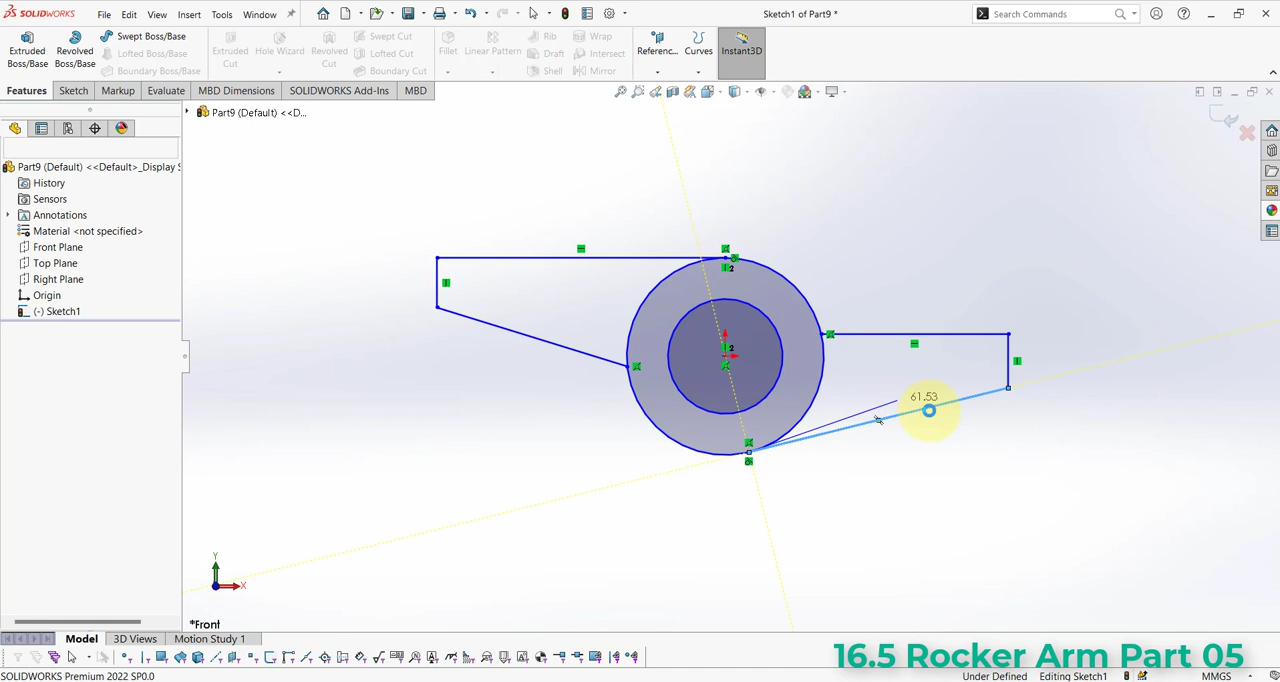 SOLIDWORKS File Edit View Insert Tools Window Sketch1 of Part9 * Search Commands
Extruded Boss/Base Revolved Boss/Base Swept Boss/Base Lofted Boss/Base Boundary Boss/Base Extruded Cut Hole Wizard Revolved Cut Swept Cut Lofted Cut Boundary Cut Fillet Linear Pattern Rib Draft Shell Wrap Intersect Mirror Referenc... Curves Instant3D
Features Sketch Markup Evaluate MBD Dimensions SOLIDWORKS Add-Ins MBD
Part9 (Default) <<D...
Part9 (Default) <<Default>_Display S
History
Sensors
Annotations
Material <not specified>
Front Plane
Top Plane
Right Plane
Origin
(-) Sketch1
2
2
61.53
Y
X
*Front
Model 3D Views Motion Study 1
16.5 Rocker Arm Part 05
SOLIDWORKS Premium 2022 SP0.0 Under Defined Editing Sketch1 MMGS